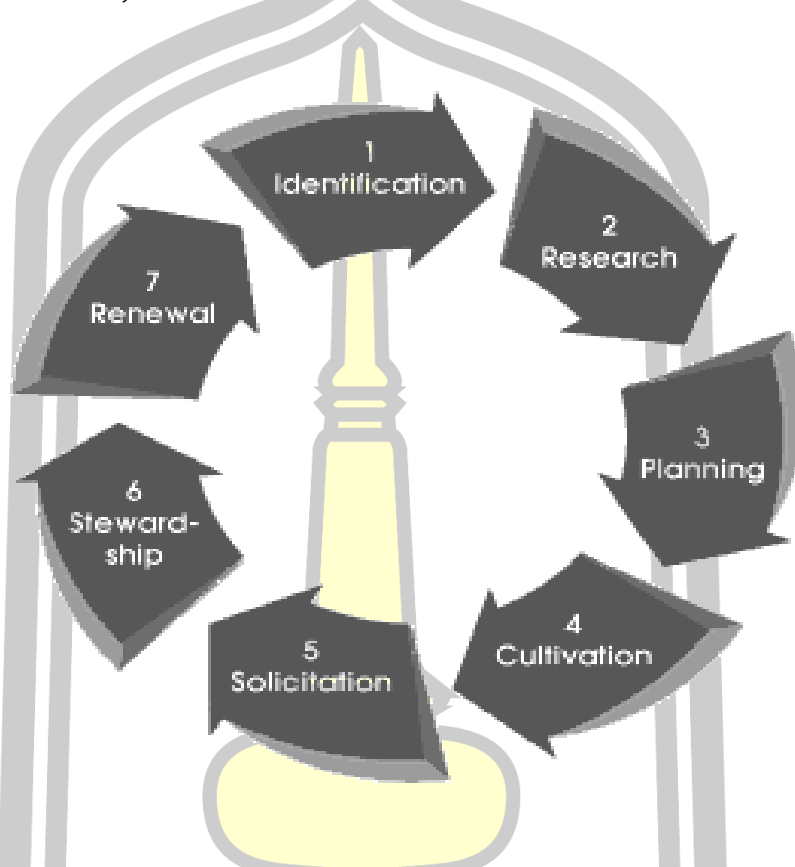 1
Identification
2
Research
3
Planning
4
Cultivation
5
Solicitation
6
Steward-
ship
7
Renewal